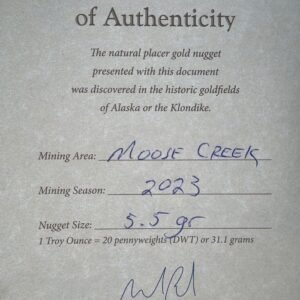 of Authenticity
The natural placer gold nugget
presented with this document
was discovered in the historic goldfields
of Alaska or the Klondike.
Mining Area: MOOSE CREEK
Mining Season: 2023
Nugget Size: 5.5 gr
1 Troy Ounce = 20 pennyweights (DWT) or 31.1 grams